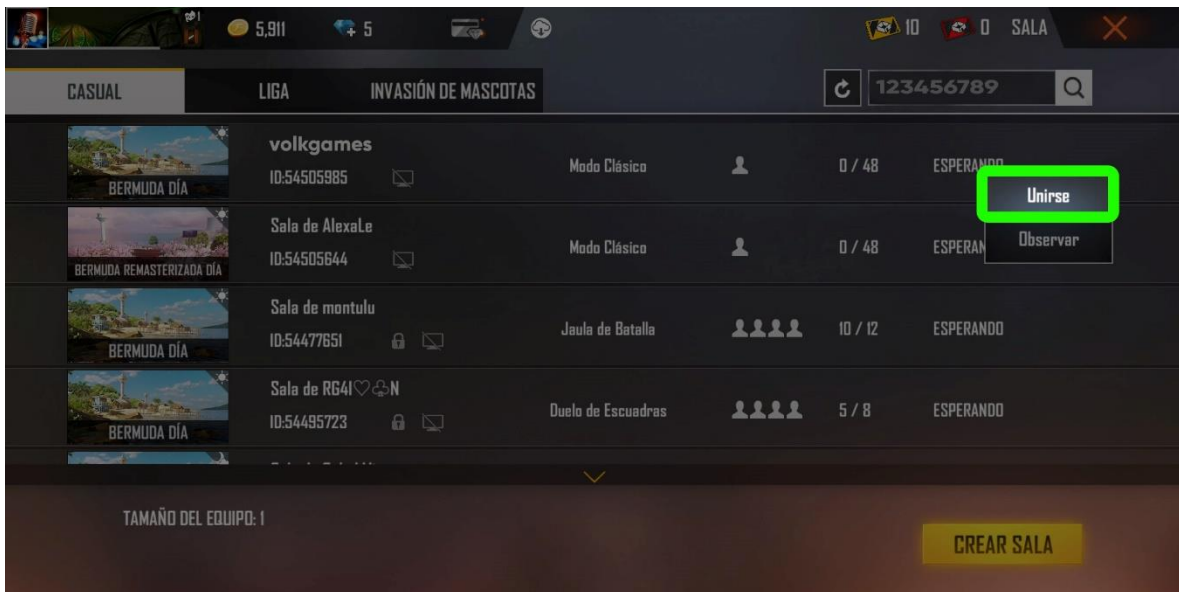 5,911 5 10 0 SALA
CASUAL LIGA INVASIÓN DE MASCOTAS 123456789
volkgames
BERMUDA DÍA ID:54505985 Modo Clásico 0 / 48 ESPERANDO
Unirse
Sala de AlexaLe
BERMUDA REMASTERIZADA DÍA ID:54505644 Modo Clásico 0 / 48 Observar
Sala de montulu
BERMUDA DÍA ID:54477651 Jaula de Batalla 10 / 12 ESPERANDO
Sala de RG4I♡♧N
BERMUDA DÍA ID:54495723 Duelo de Escuadras 5 / 8 ESPERANDO
TAMAÑO DEL EQUIPO: 1
CREAR SALA